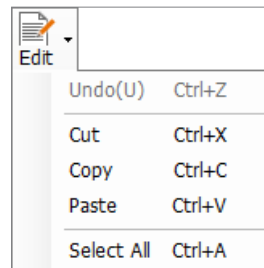 Edit
Undo(U) Ctrl+Z
Cut Ctrl+X
Copy Ctrl+C
Paste Ctrl+V
Select All Ctrl+A